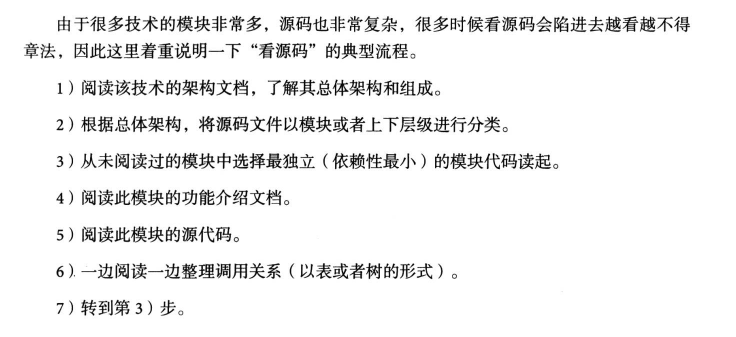 由于很多技术的模块非常多，源码也非常复杂，很多时候看源码会陷进去越看越不得
章法，因此这里着重说明一下“看源码”的典型流程。
1）阅读该技术的架构文档，了解其总体架构和组成。
2）根据总体架构，将源码文件以模块或者上下层级进行分类。
3）从未阅读过的模块中选择最独立（依赖性最小）的模块代码读起。
4）阅读此模块的功能介绍文档。
5）阅读此模块的源代码。
6）一边阅读一边整理调用关系（以表或者树的形式）。
7）转到第 3）步。